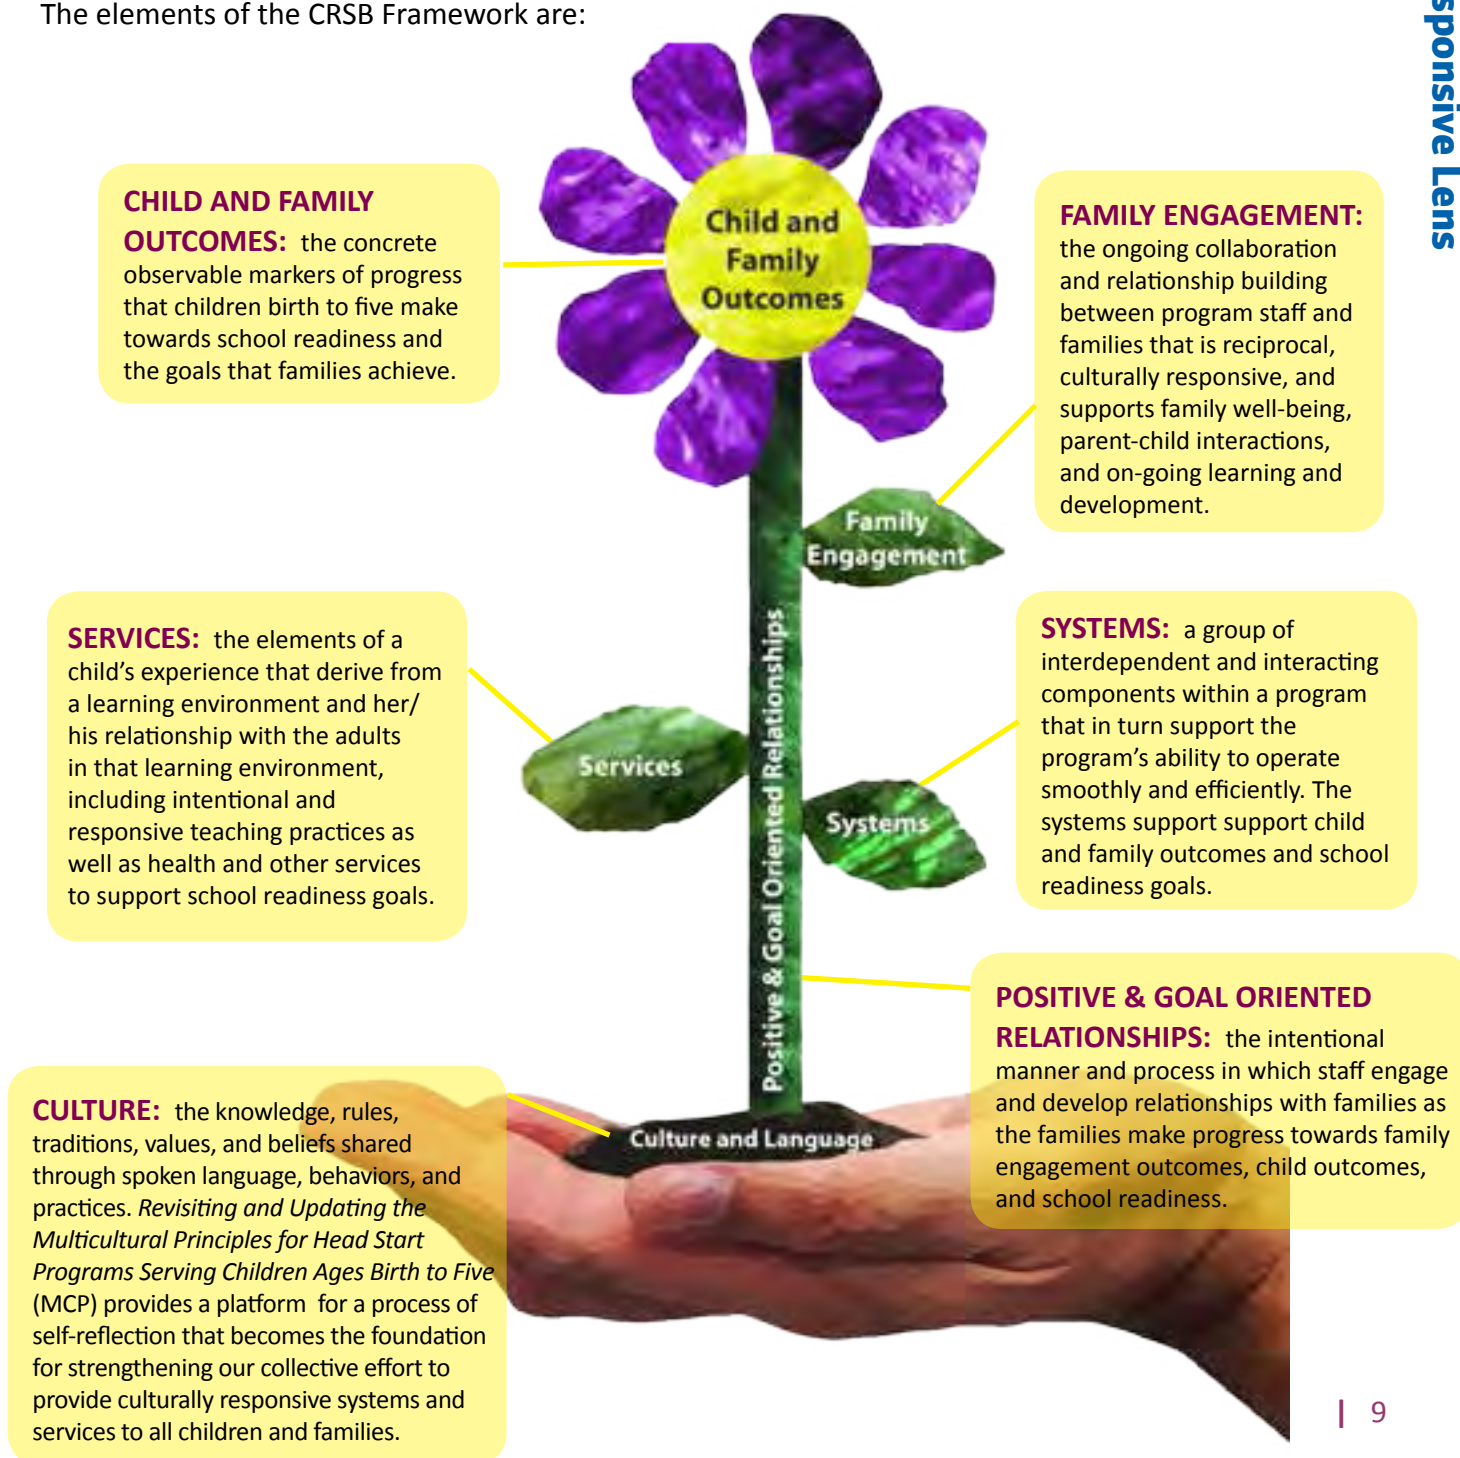 The elements of the CRSB Framework are:
sponsive Lens
CHILD AND FAMILY
OUTCOMES: the concrete
observable markers of progress
that children birth to five make
towards school readiness and
the goals that families achieve.
Child and
Family
Outcomes
FAMILY ENGAGEMENT:
the ongoing collaboration
and relationship building
between program staff and
families that is reciprocal,
culturally responsive, and
supports family well-being,
parent-child interactions,
and on-going learning and
development.
Family
Engagement
SERVICES: the elements of a
child's experience that derive from
a learning environment and her/
his relationship with the adults
in that learning environment,
including intentional and
responsive teaching practices as
well as health and other services
to support school readiness goals.
Services
Positive & Goal Oriented Relationships
Systems
SYSTEMS: a group of
interdependent and interacting
components within a program
that in turn support the
program's ability to operate
smoothly and efficiently. The
systems support support child
and family outcomes and school
readiness goals.
POSITIVE & GOAL ORIENTED
RELATIONSHIPS: the intentional
manner and process in which staff engage
and develop relationships with families as
the families make progress towards family
engagement outcomes, child outcomes,
and school readiness.
Culture and Language
CULTURE: the knowledge, rules,
traditions, values, and beliefs shared
through spoken language, behaviors, and
practices. Revisiting and Updating the
Multicultural Principles for Head Start
Programs Serving Children Ages Birth to Five
(MCP) provides a platform for a process of
self-reflection that becomes the foundation
for strengthening our collective effort to
provide culturally responsive systems and
services to all children and families.
| 9